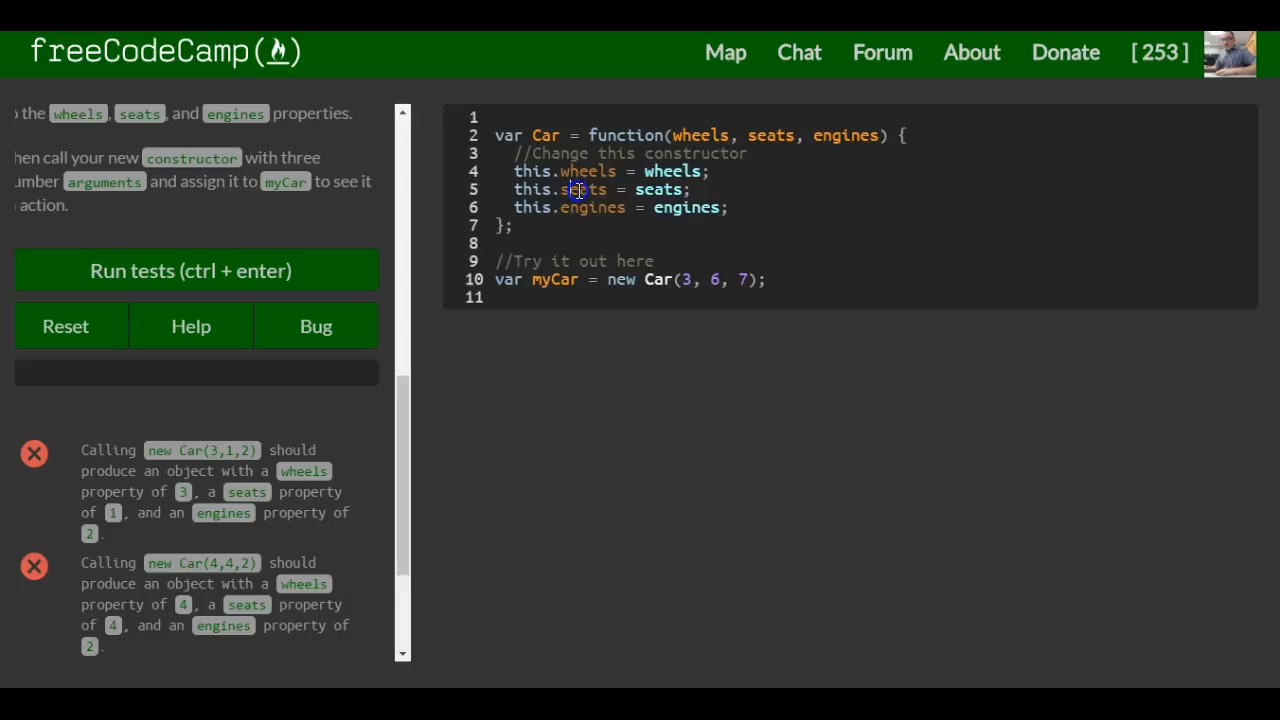 freeCodeCamp(🔥)
Map Chat Forum About Donate [ 253 ]
o the wheels, seats, and engines properties.
hen call your new constructor with three
umber arguments and assign it to myCar to see it
action.
Run tests (ctrl + enter)
Reset Help Bug
Calling new Car(3,1,2) should
produce an object with a wheels
property of 3, a seats property
of 1, and an engines property of
2.
Calling new Car(4,4,2) should
produce an object with a wheels
property of 4, a seats property
of 4, and an engines property of
2.
1
2 var Car = function(wheels, seats, engines) {
3 //Change this constructor
4 this.wheels = wheels;
5 this.seats = seats;
6 this.engines = engines;
7 };
8
9 //Try it out here
10 var myCar = new Car(3, 6, 7);
11